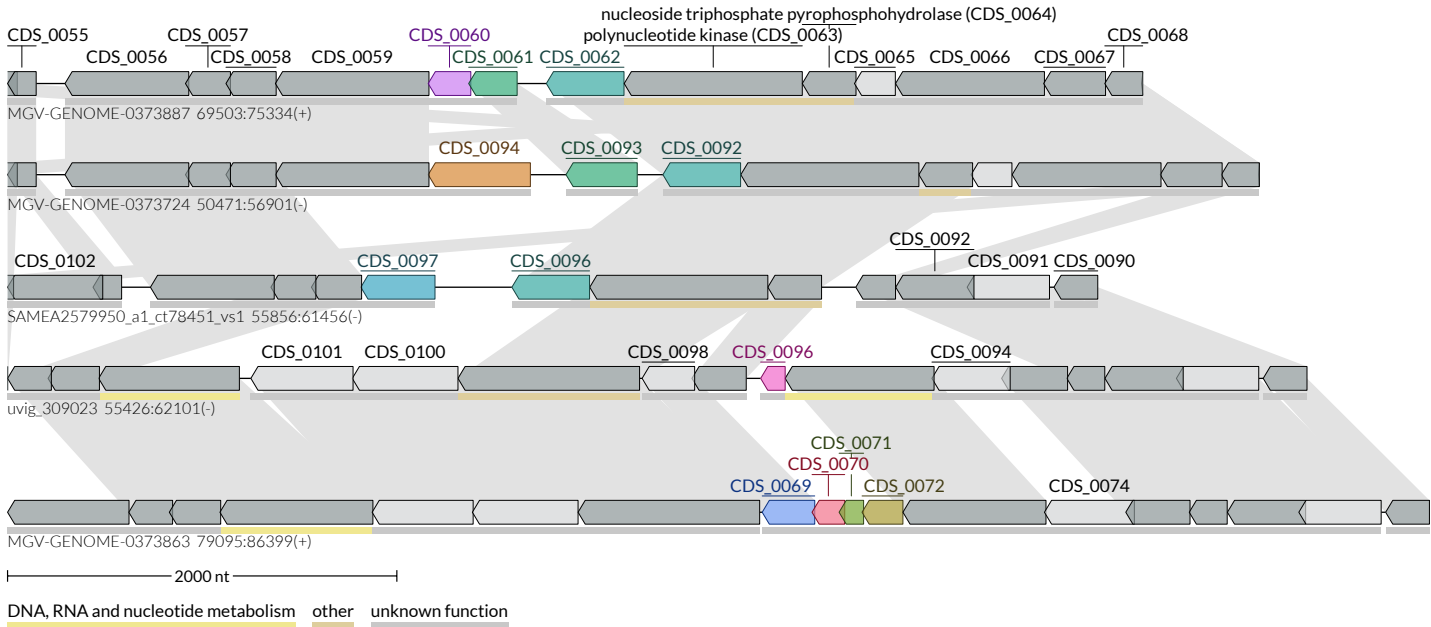 nucleoside triphosphate pyrophosphohydrolase (CDS_0064)
CDS_0055 CDS_0057 CDS_0060 polynucleotide kinase (CDS_0063) CDS_0068
CDS_0056 CDS_0058 CDS_0059 CDS_0061 CDS_0062 CDS_0065 CDS_0066 CDS_0067
MGV-GENOME-0373887 69503:75334(+)
CDS_0094 CDS_0093 CDS_0092
MGV-GENOME-0373724 50471:56901(-)
CDS_0092
CDS_0102 CDS_0097 CDS_0096 CDS_0091 CDS_0090
SAMEA2579950_a1_ct78451_vs1 55856:61456(-)
CDS_0101 CDS_0100 CDS_0098 CDS_0096 CDS_0094
uvig_309023 55426:62101(-)
CDS_0071
CDS_0070
CDS_0069 CDS_0072 CDS_0074
MGV-GENOME-0373863 79095:86399(+)
2000 nt
DNA, RNA and nucleotide metabolism other unknown function